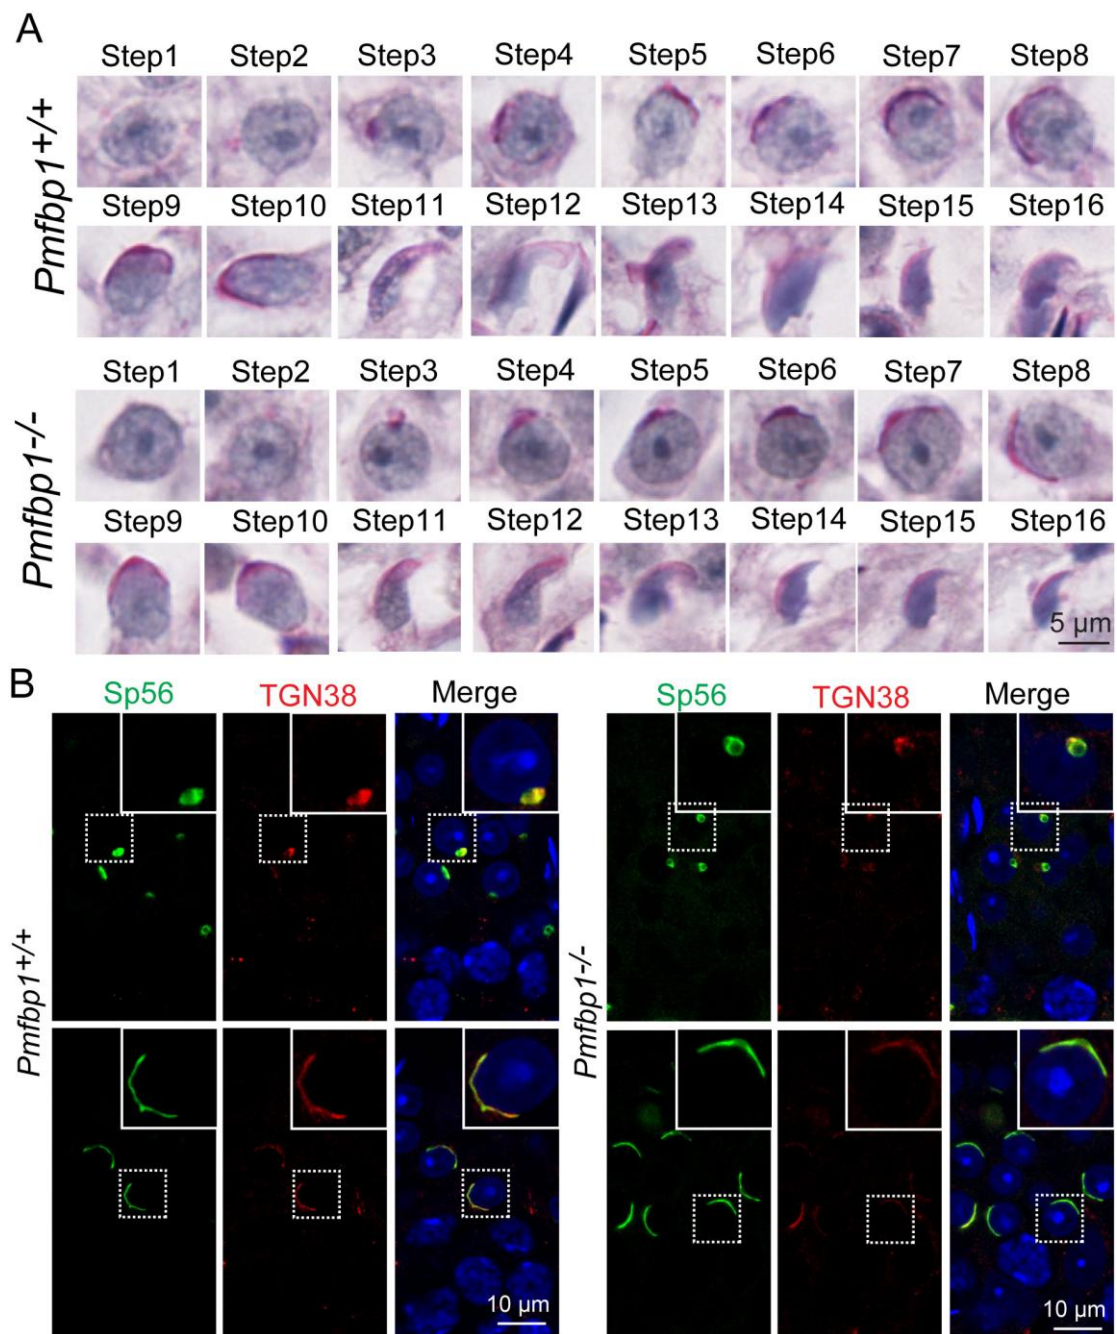 A
Step1 Step2 Step3 Step4 Step5 Step6 Step7 Step8
Pmfbp1+/+
Step9 Step10 Step11 Step12 Step13 Step14 Step15 Step16
Step1 Step2 Step3 Step4 Step5 Step6 Step7 Step8
Pmfbp1-/-
Step9 Step10 Step11 Step12 Step13 Step14 Step15 Step16
5 µm
B
Sp56 TGN38 Merge Sp56 TGN38 Merge
Pmfbp1+/+
Pmfbp1-/-
10 µm
10 µm